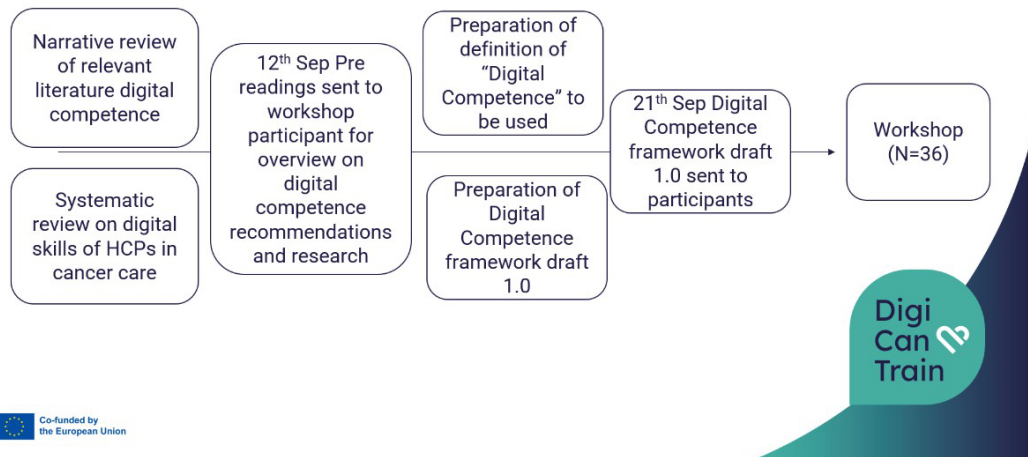 Narrative review
of relevant
literature digital
competence
Systematic
review on digital
skills of HCPs in
cancer care
12th Sep Pre
readings sent to
workshop
participant for
overview on
digital
competence
recommendations
and research
Preparation of
definition of
“Digital
Competence” to
be used
Preparation of
Digital
Competence
framework draft
1.0
21th Sep Digital
Competence
framework draft
1.0 sent to
participants
Workshop
(N=36)
Digi
Can
Train
Co-funded by
the European Union